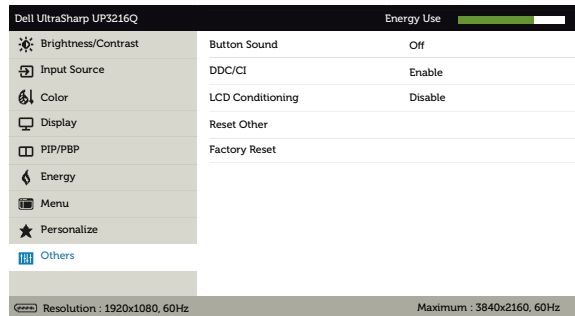 Dell UltraSharp UP3216Q Energy Use
Brightness/Contrast Button Sound Off
Input Source DDC/CI Enable
Color LCD Conditioning Disable
Display Reset Other
PIP/PBP Factory Reset
Energy
Menu
Personalize
Others
Resolution : 1920x1080, 60Hz Maximum : 3840x2160, 60Hz